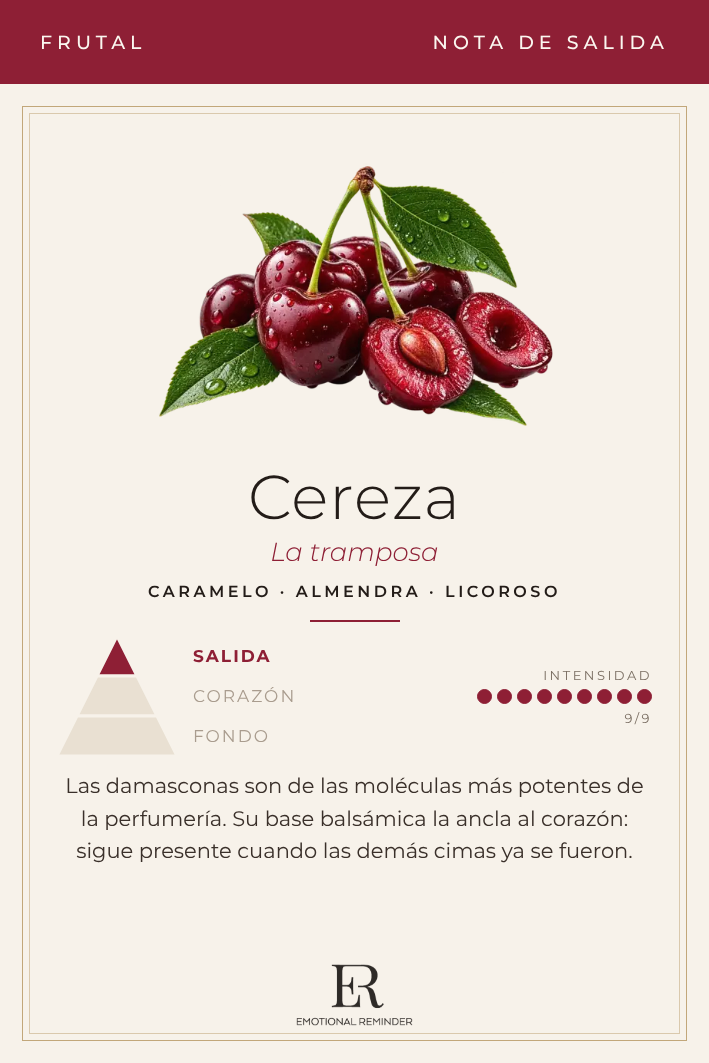 FRUTAL
NOTA DE SALIDA
Cereza
La tramposa
CARAMELO · ALMENDRA · LICOROSO
SALIDA
CORAZÓN
FONDO
INTENSIDAD
9/9
Las damasconas son de las moléculas más potentes de
la perfumería. Su base balsámica la ancla al corazón:
sigue presente cuando las demás cimas ya se fueron.
ER
EMOTIONAL REMINDER